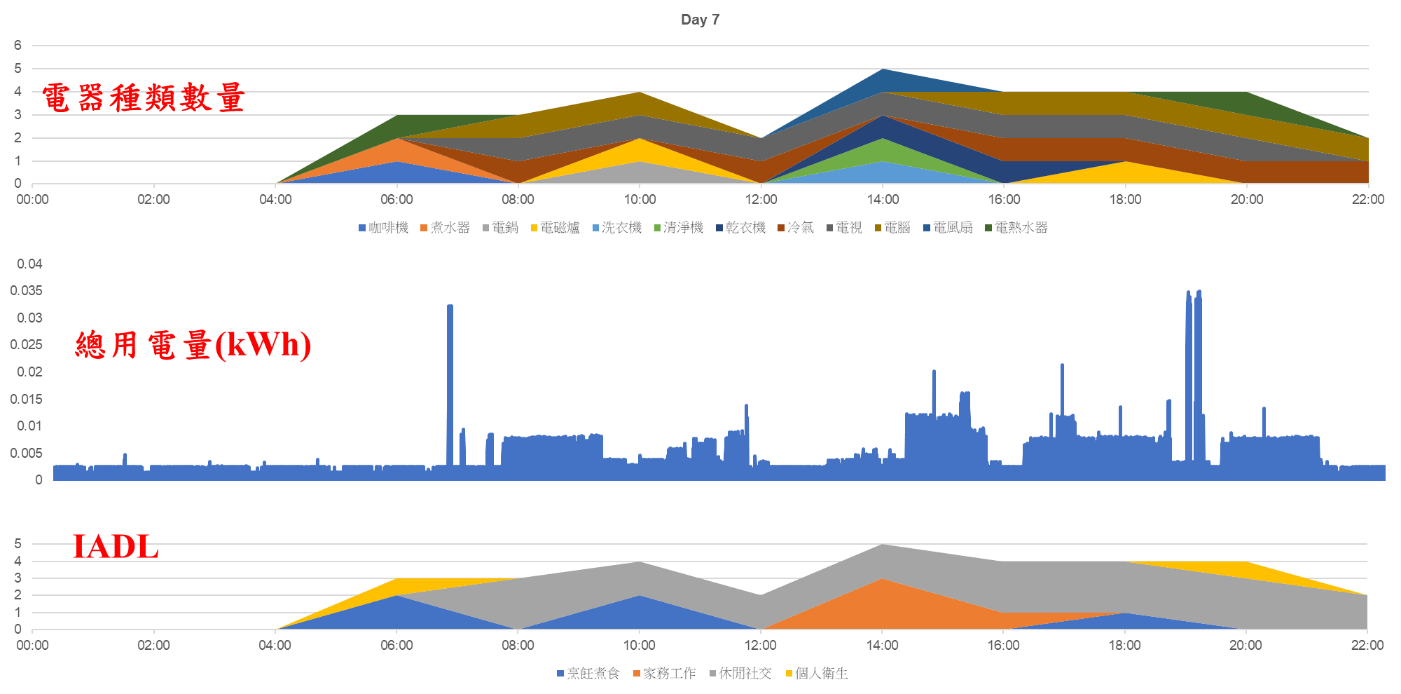 Day 7
6
5
4
3
2
1
0
電器種類數量
00:00 02:00 04:00 06:00 08:00 10:00 12:00 14:00 16:00 18:00 20:00 22:00
咖啡機 煮水器 電鍋 電磁爐 洗衣機 清淨機 乾衣機 冷氣 電視 電腦 電風扇 電熱水器
0.04
0.035
0.03
0.025
0.02
0.015
0.01
0.005
0
總用電量(kWh)
IADL
5
4
3
2
1
0
00:00 02:00 04:00 06:00 08:00 10:00 12:00 14:00 16:00 18:00 20:00 22:00
烹飪煮食 家務工作 休閒社交 個人衛生